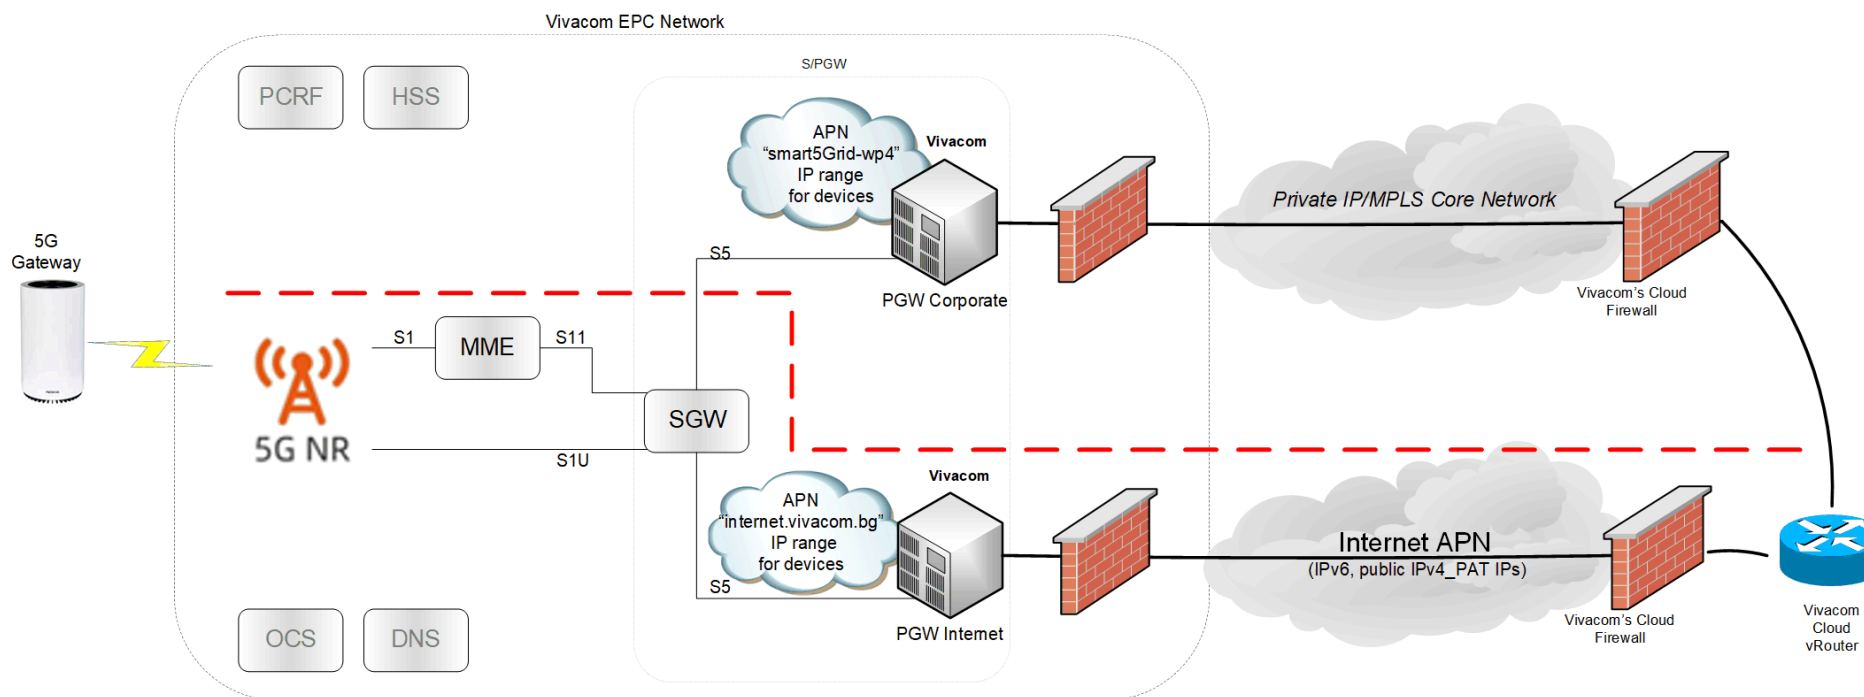 Vivacom EPC Network
S/PGW
PCRF
HSS
APN
“smart5Grid-wp4”
IP range
for devices
Vivacom
Private IP/MPLS Core Network
5G
Gateway
S5
PGW Corporate
Vivacom’s Cloud
Firewall
S1
MME
S11
SGW
5G NR
S1U
Vivacom
APN
“internet.vivacom.bg”
IP range
for devices
Internet APN
(IPv6, public IPv4_PAT IPs)
S5
OCS
DNS
PGW Internet
Vivacom’s Cloud
Firewall
Vivacom
Cloud
vRouter